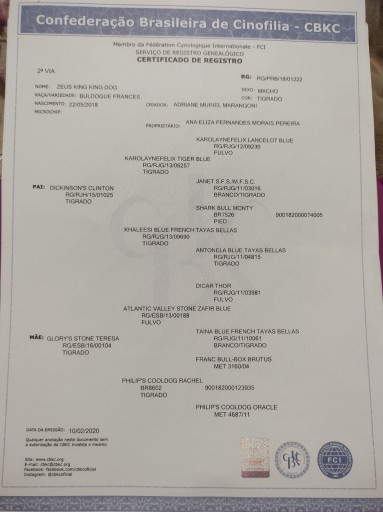 Confederação Brasileira de Cinofilia - CBKC
Membro da Fédération Cynologique Internationale - FCI
SERVIÇO DE REGISTRO GENEALÓGICO
CERTIFICADO DE REGISTRO
2ª VIA
RG: RG/PRB/18/01222
NOME: ZEUS KING KING DOG
SEXO: MACHO
RAÇA/VARIEDADE: BULDOGUE FRANCES
COR: TIGRADO
NASCIMENTO: 22/05/2018
CRIADOR: ADRIANE MURIEL MARANGONI
MICROCHIP:
PROPRIETÁRIO: ANA ELIZA FERNANDES MORAIS PEREIRA
KAROLAYNEFELIX LANCELOT BLUE
RG/RJG/12/09239
FULVO
KAROLAYNEFELIX TIGER BLUE
RG/RJG/13/06257
TIGRADO
JANET S.F.S./W.F.S.C.
RG/RJG/11/03916
BRANCO/TIGRADO
PAI: DICKINSON'S CLINTON
RG/RJH/15/01025
TIGRADO
SHARK BULL MONTY
BR7526 900182000074005
PIED
KHALEESI BLUE FRENCH TAYAS BELLAS
RG/RJG/13/09690
TIGRADO
ANTONELA BLUE TAYAS BELLAS
RG/RJG/11/04815
TIGRADO
DICAR THOR
RG/RJG/11/03981
FULVO
ATLANTIC VALLEY STONE ZAFIR BLUE
RG/ESB/13/00188
FULVO
TAINA BLUE FRENCH TAYAS BELLAS
RG/RJG/11/10061
BRANCO/TIGRADO
MÃE: GLORY'S STONE TERESA
RG/ESB/16/00104
TIGRADO
FRANC BULL-BOX BRUTUS
MET 3160/04
PHILIP'S COOLDOG RACHEL
BR8602 900182000123935
TIGRADO
PHILIP'S COOLDOG ORACLE
MET 4687/11
DATA DA EMISSÃO: 10/02/2020
Qualquer anotação neste documento sem
a autorização da CBKC invalida o mesmo.
Site: www.cbkc.org
E-mail: cbkc@cbkc.org
Facebook: facebook.com/cbkcoficial
Instagram: @cbkcoficial
FCI